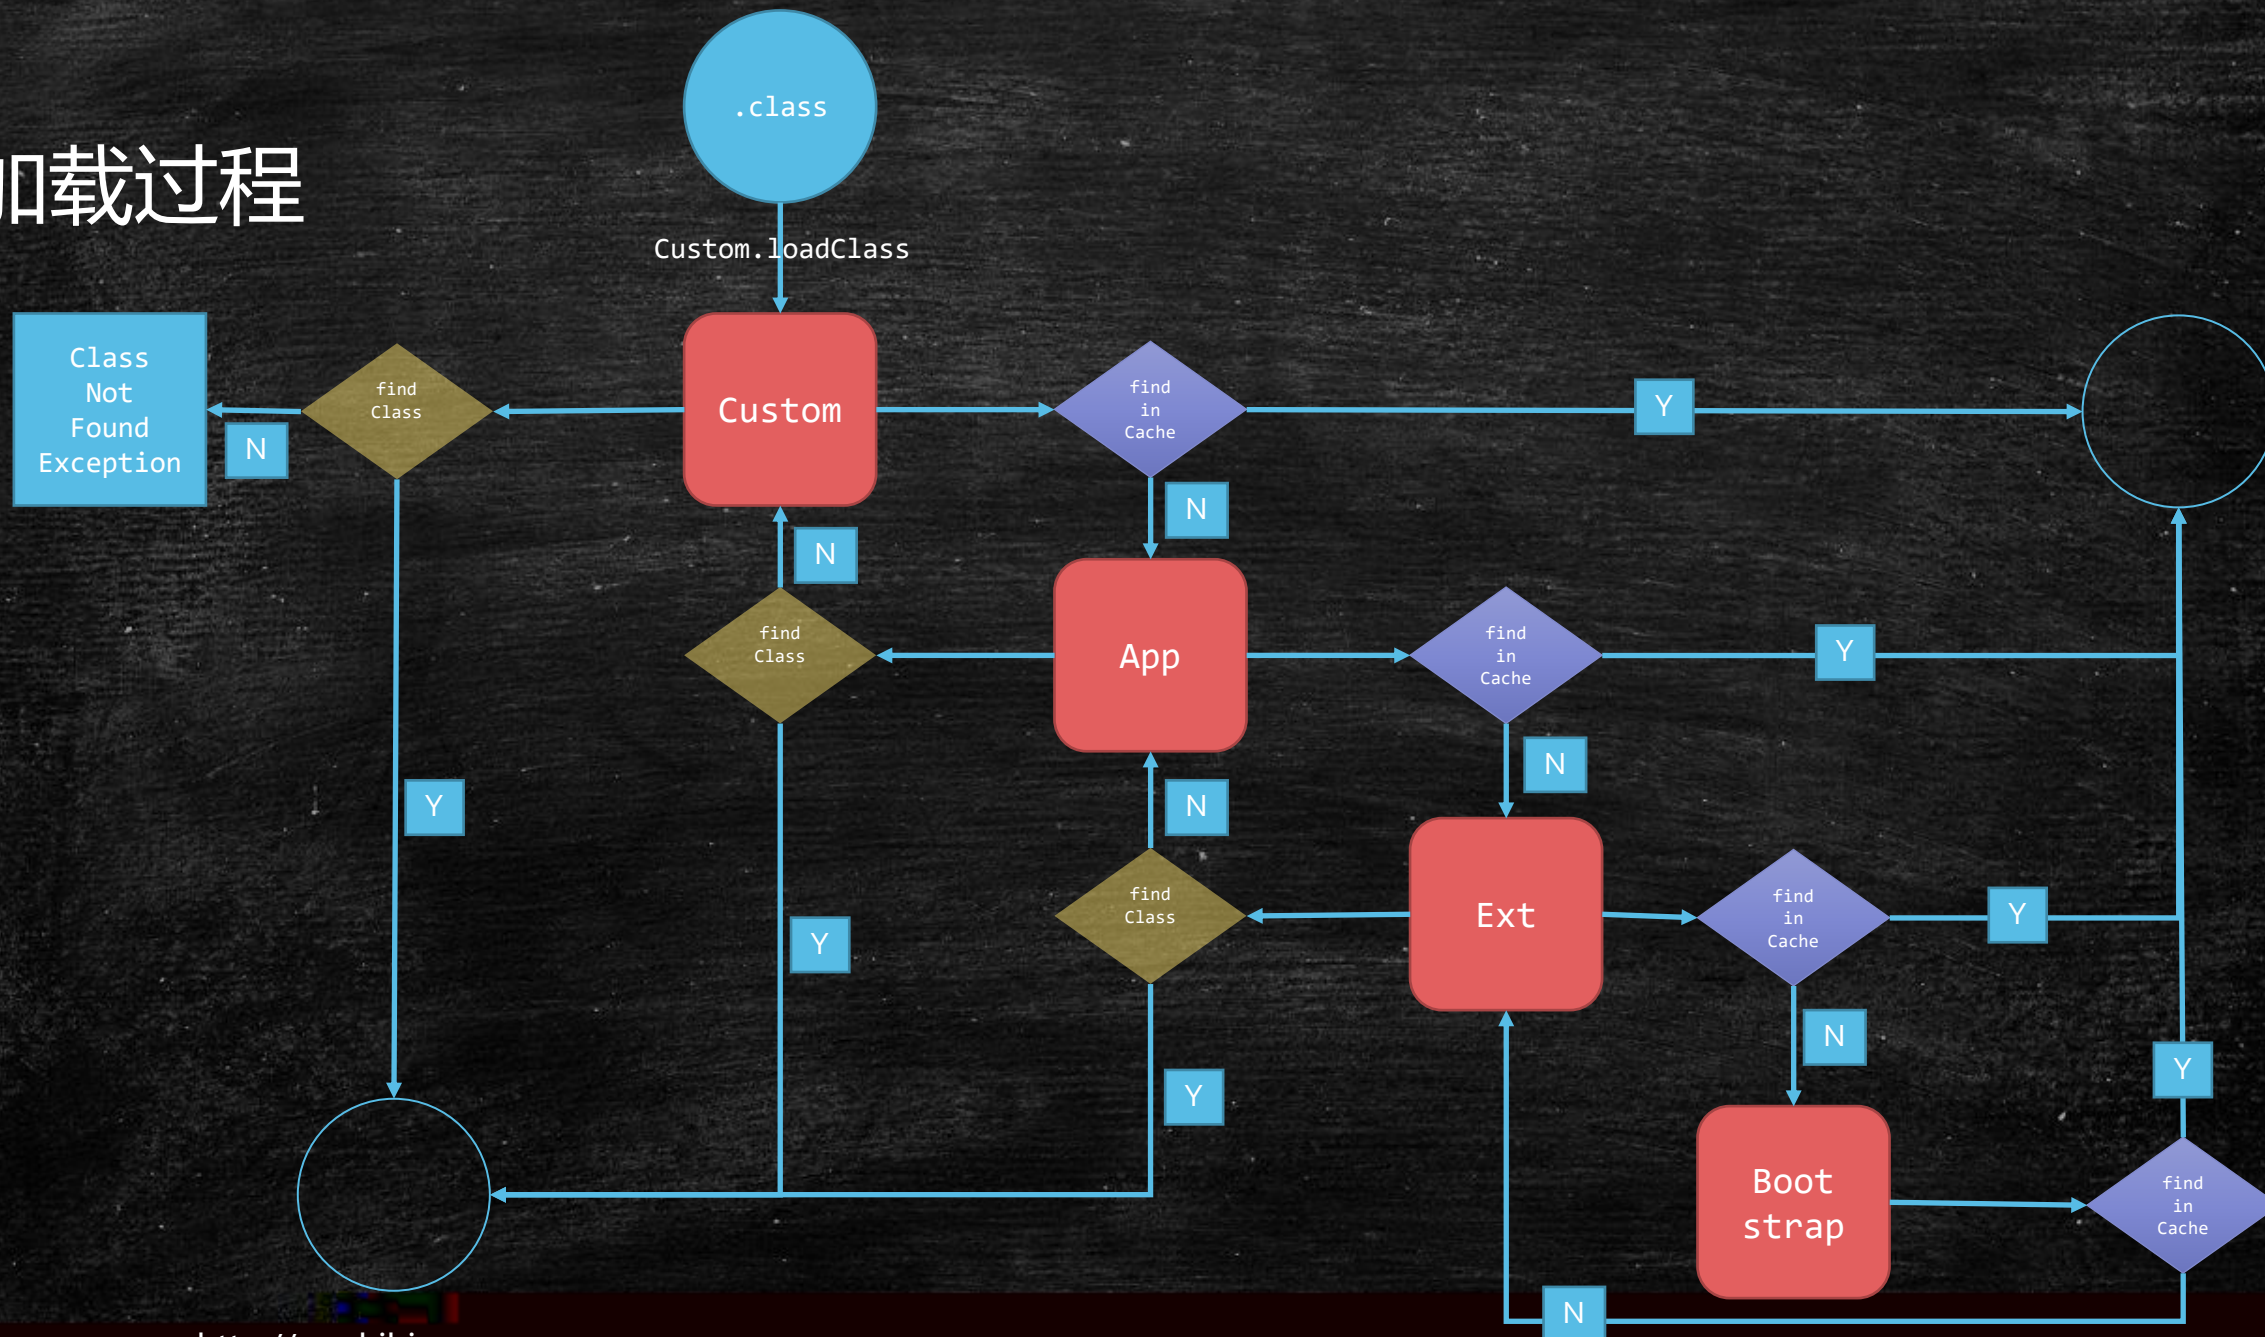 .class
加载过程
Custom.loadClass
Class
Not
Found
Exception
N
find
Class
Custom
find
in
Cache
Y
N
N
find
Class
App
find
in
Cache
Y
N
Y
N
find
Class
Ext
find
in
Cache
Y
Y
N
Y
Y
Boot
strap
find
in
Cache
N